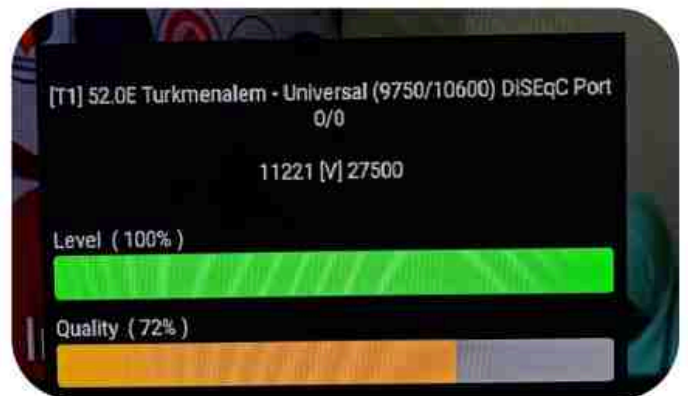 [T1] 52.0E Turkmenalem - Universal (9750/10600) DiSEqC Port
0/0
11221 [V] 27500
Level ( 100% )
Quality ( 72% )